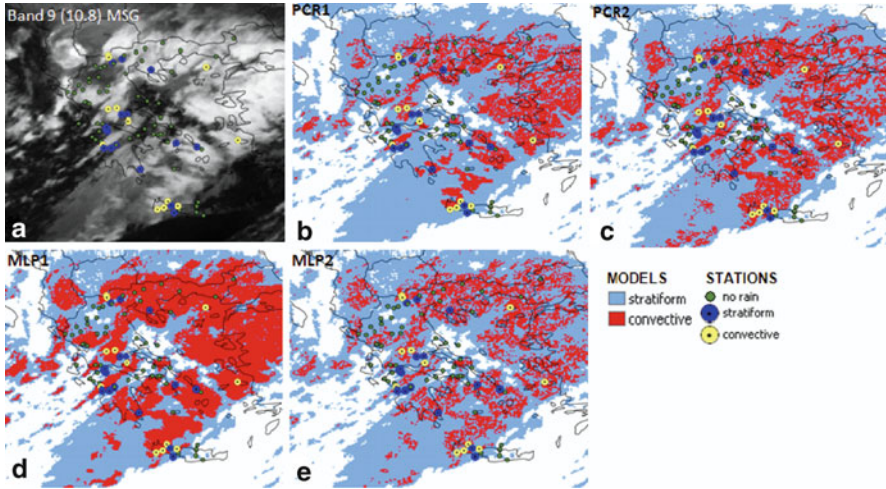 Band 9 (10.8) MSG
PCR1
PCR2
a
b
c
MLP1
MLP2
MODELS
stratiform
convective
STATIONS
no rain
stratiform
convective
d
e